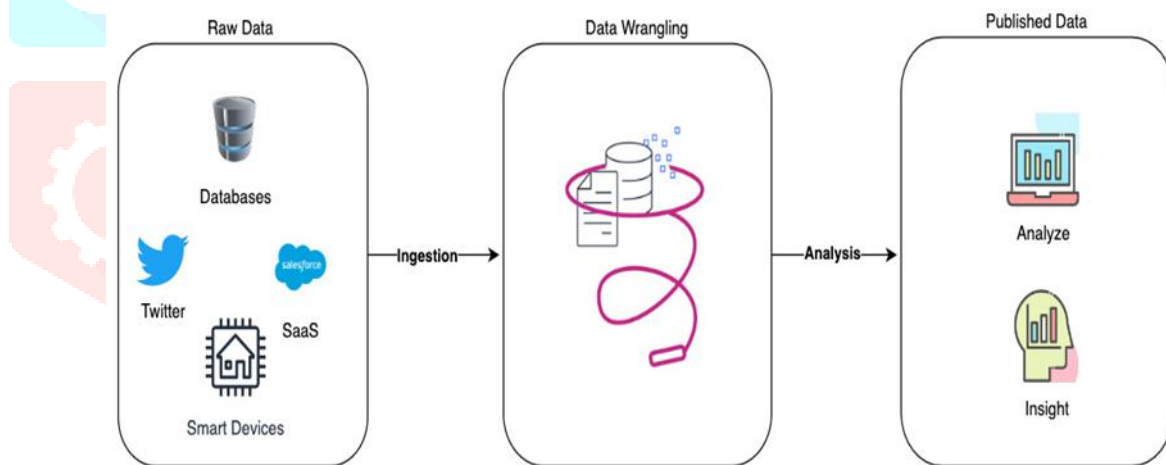 Raw Data
Databases
Twitter
salesforce
SaaS
Smart Devices
Ingestion
Data Wrangling
Analysis
Published Data
Analyze
Insight